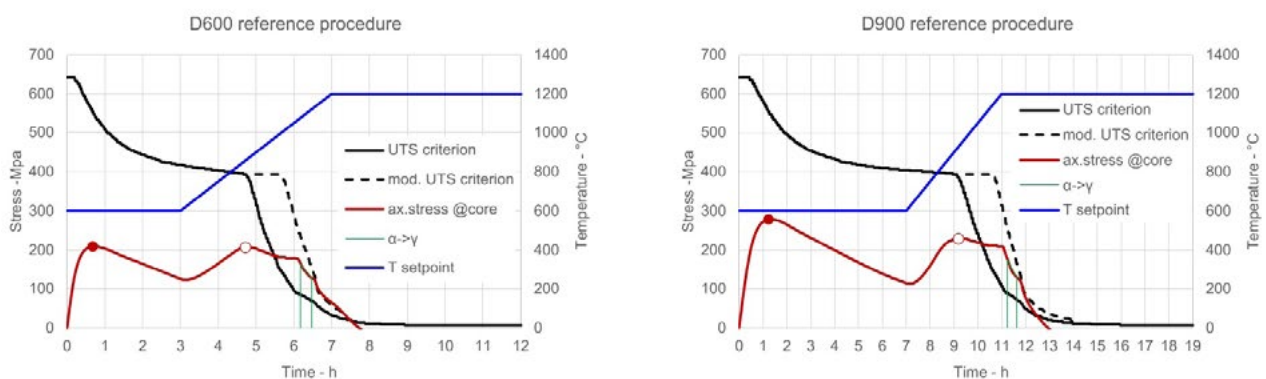 D600 reference procedure
700
600
500
400
300
200
100
0
Stress -Mpa
1400
1200
1000
800
600
400
200
0
Temperature - °C
UTS criterion
mod. UTS criterion
ax.stress @core
α->γ
T setpoint
0 1 2 3 4 5 6 7 8 9 10 11 12
Time - h
D900 reference procedure
700
600
500
400
300
200
100
0
Stress - Mpa
1400
1200
1000
800
600
400
200
0
Temperature - °C
UTS criterion
mod. UTS criterion
ax.stress @core
α->γ
T setpoint
0 1 2 3 4 5 6 7 8 9 10 11 12 13 14 15 16 17 18 19
Time - h